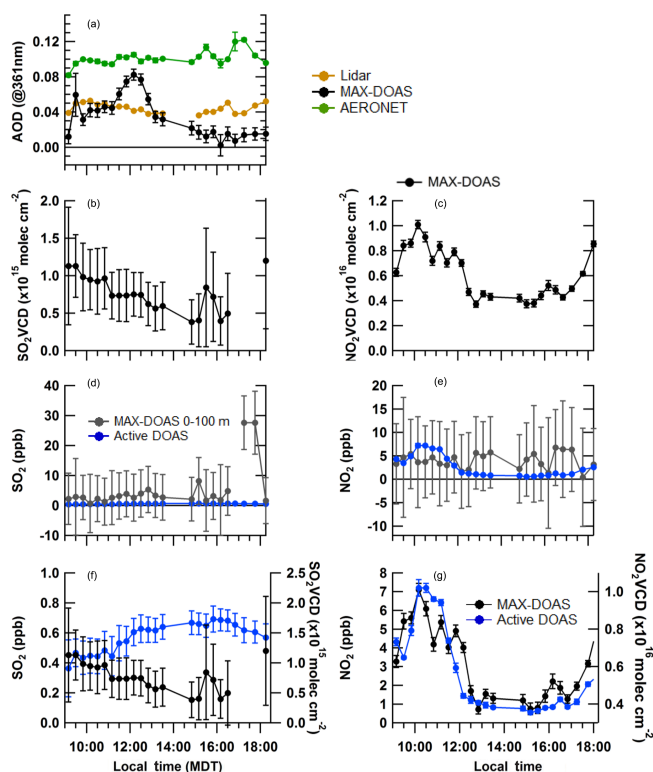 (a)
AOD (@361nm)
0.12
0.08
0.04
0.00
Lidar
MAX-DOAS
AERONET
(b)
SO2VCD (x10^15 molec cm^-2)
2.0
1.5
1.0
0.5
0.0
MAX-DOAS
(c)
NO2VCD (x10^16 molec cm^-2)
1.2
1.0
0.8
0.6
0.4
0.2
0.0
(d)
SO2 (ppb)
40
30
20
10
0
-10
MAX-DOAS 0-100 m
Active DOAS
(e)
NO2 (ppb)
20
15
10
5
0
-5
-10
(f)
SO2 (ppb)
1.0
0.8
0.6
0.4
0.2
0.0
2.5
2.0
1.5
1.0
0.5
0.0
SO2VCD (x10^15 molec cm^-2)
10:00 12:00 14:00 16:00 18:00
Local time (MDT)
(g)
NO2 (ppb)
8
7
6
5
4
3
2
1
0
MAX-DOAS
Active DOAS
1.0
0.8
0.6
0.4
NO2VCD (x10^16 molec cm^-2)
10:00 12:00 14:00 16:00 18:00
Local time